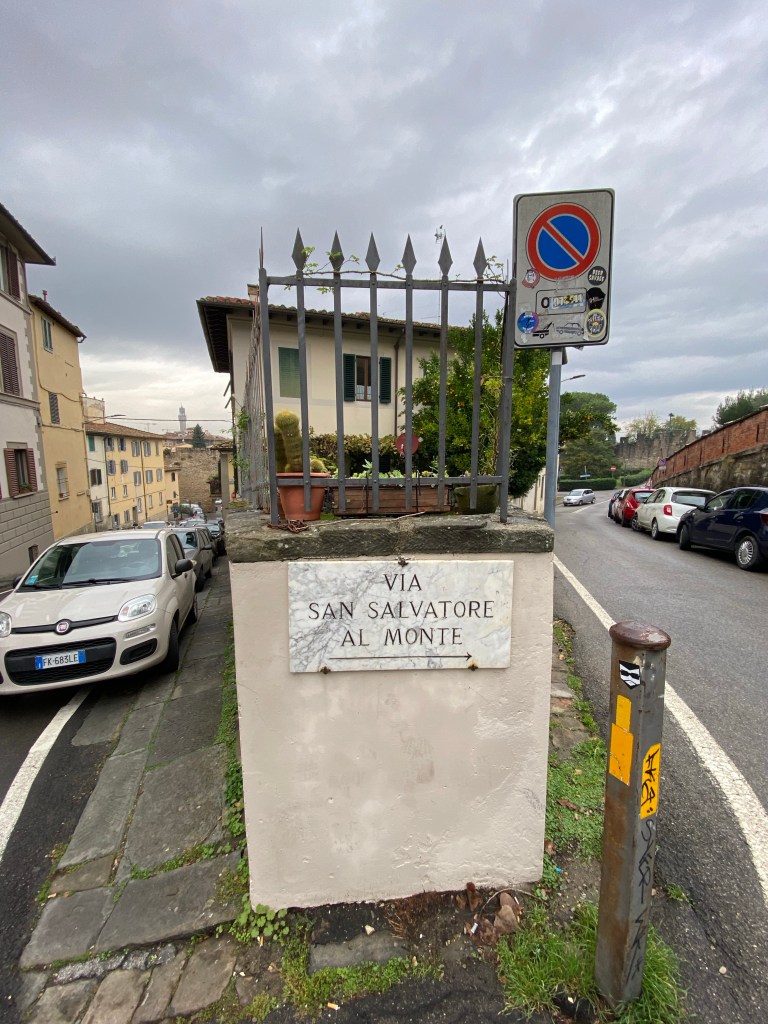 VIA
SAN SALVATORE
AL MONTE
FK·683LE